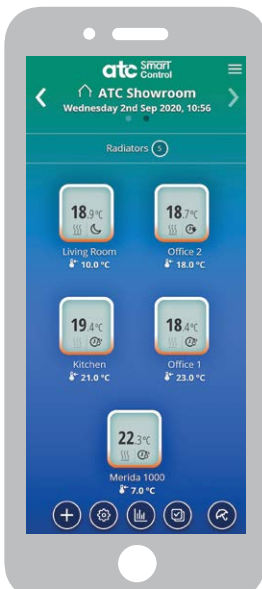 atc Smart Control
ATC Showroom
Wednesday 2nd Sep 2020, 10:56
Radiators 5
18.9°C 18.7°C
Living Room Office 2
10.0 °C 18.0 °C
19.4°C 18.4°C
Kitchen Office 1
21.0 °C 23.0 °C
22.3°C
Merida 1000
7.0 °C